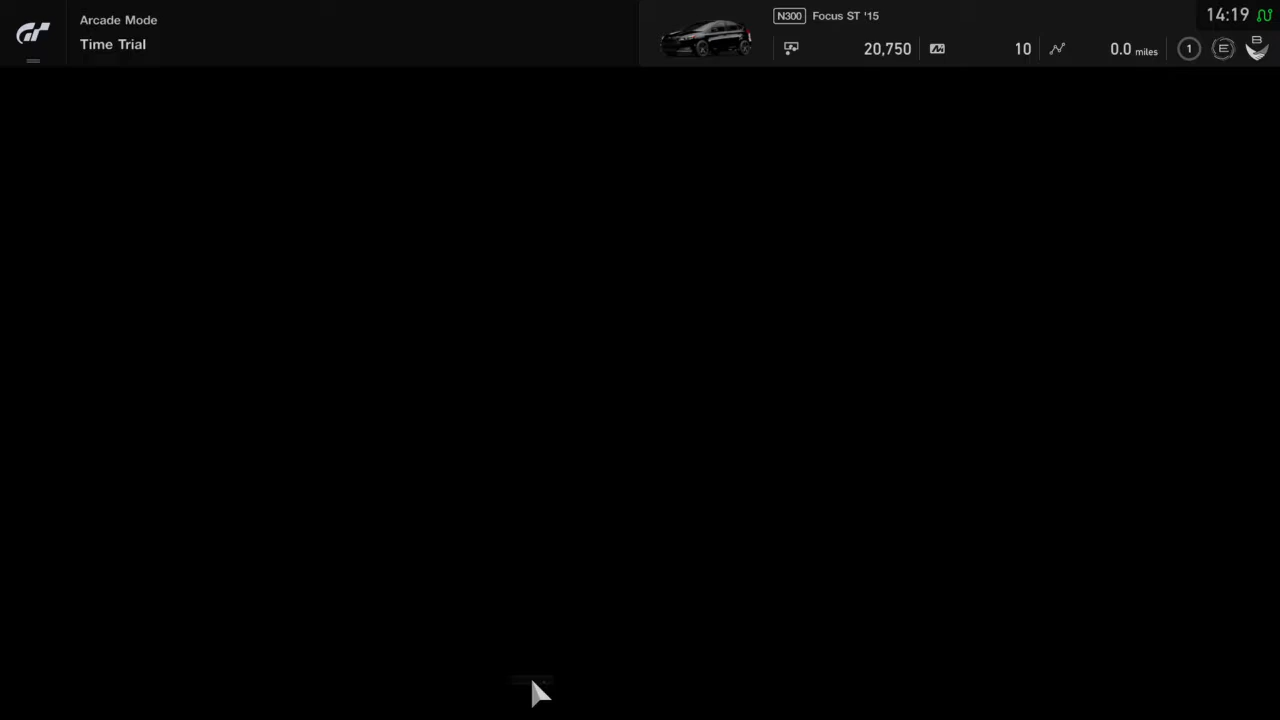 Arcade Mode
Time Trial
N300 Focus ST '15
20,750
10
0.0 miles
14:19
1
E
B